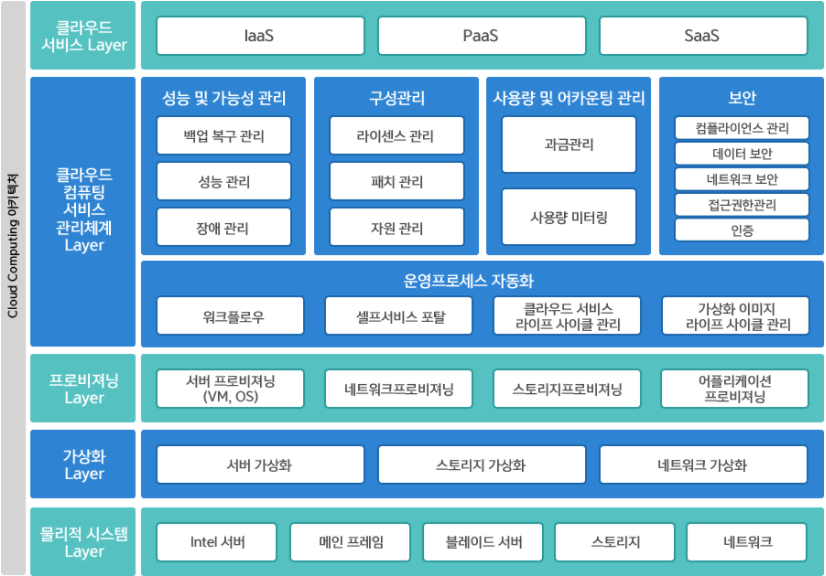 Cloud Computing 아키텍처
클라우드
서비스 Layer
IaaS
PaaS
SaaS
클라우드
컴퓨팅
서비스
관리체계
Layer
성능 및 가능성 관리
백업 복구 관리
성능 관리
장애 관리
구성관리
라이센스 관리
패치 관리
자원 관리
사용량 및 어카운팅 관리
과금관리
사용량 미터링
보안
컴플라이언스 관리
데이터 보안
네트워크 보안
접근권한관리
인증
운영프로세스 자동화
워크플로우
셀프서비스 포탈
클라우드 서비스
라이프 사이클 관리
가상화 이미지
라이프 사이클 관리
프로비져닝
Layer
서버 프로비져닝
(VM, OS)
네트워크프로비져닝
스토리지프로비져닝
어플리케이션
프로비져닝
가상화
Layer
서버 가상화
스토리지 가상화
네트워크 가상화
물리적 시스템
Layer
Intel 서버
메인 프레임
블레이드 서버
스토리지
네트워크